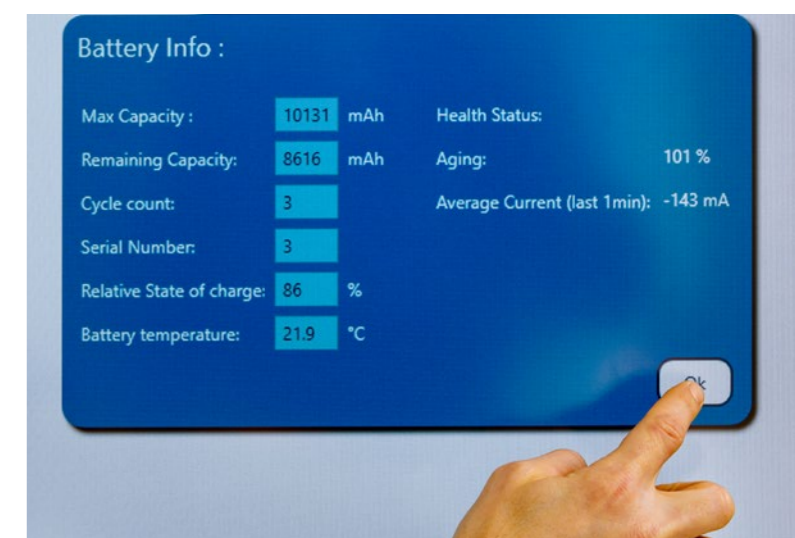 Battery Info :
Max Capacity : 10131 mAh
Remaining Capacity: 8616 mAh
Cycle count: 3
Serial Number: 3
Relative State of charge: 86 %
Battery temperature: 21.9 °C
Health Status:
Aging: 101 %
Average Current (last 1min): -143 mA
Ok